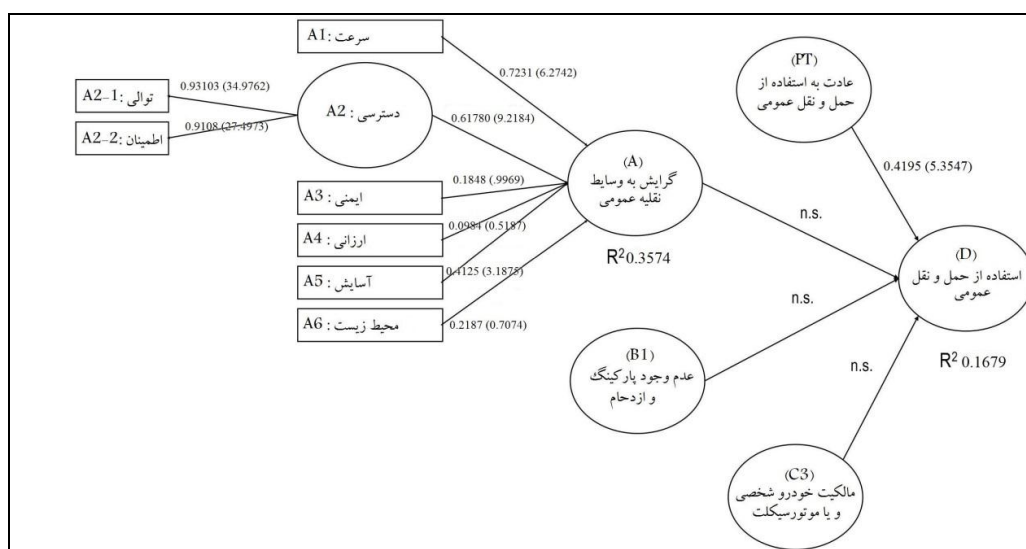 A1: سرعت
0.7231 (6.2742)
(PT)
عادت به استفاده از
حمل و نقل عمومی
0.93103 (34.9762)
A2-1: توالی
A2: دسترسی
0.61780 (9.2184)
A2-2: اطمینان
0.9108 (27.4973)
(A)
گرایش به وسایط
نقلیه عمومی
R² 0.3574
0.4195 (5.3547)
A3: ایمنی
0.1848 (.9969)
n.s.
A4: ارزانی
0.0984 (0.5187)
(D)
استفاده از حمل و نقل
عمومی
R² 0.1679
A5: آسایش
0.4125 (3.1875)
n.s.
A6: محیط زیست
0.2187 (0.7074)
(B1)
عدم وجود پارکینگ
و ازدحام
n.s.
(C3)
مالکیت خودرو شخصی
و یا موتورسیکلت